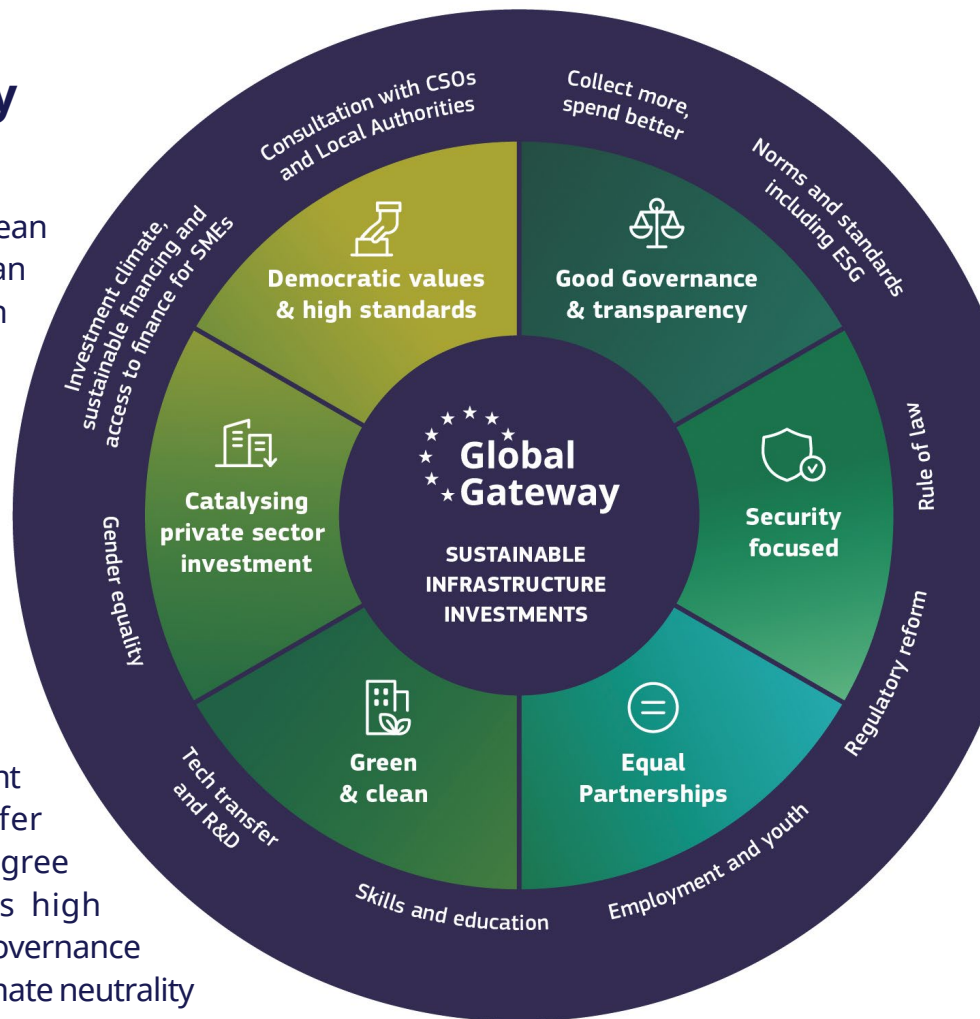 y
ean
an
n
nt
fer
gree
s high
overnance
mate neutrality
Consultation with CSOs
and Local Authorities
Collect more,
spend better
Norms and standards
including ESG
Rule of law
Regulatory reform
Employment and youth
Skills and education
Tech transfer
and R&D
Gender equality
Investment climate,
sustainable financing and
access to finance for SMEs
Democratic values
& high standards
Good Governance
& transparency
Security
focused
Equal
Partnerships
Green
& clean
Catalysing
private sector
investment
Global
Gateway
SUSTAINABLE
INFRASTRUCTURE
INVESTMENTS